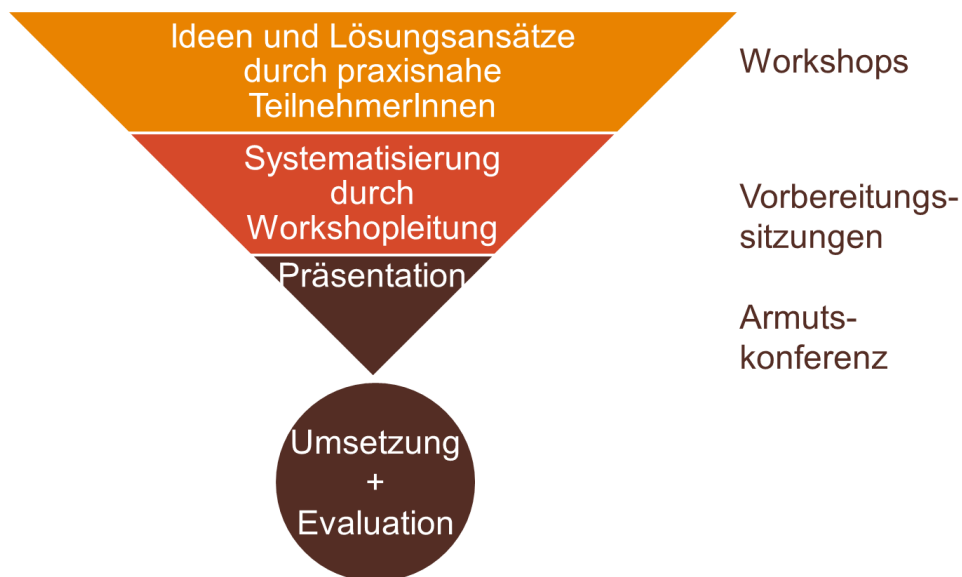 Ideen und Lösungsansätze
durch praxisnahe
TeilnehmerInnen
Workshops
Systematisierung
durch
Workshopleitung
Vorbereitungs-
sitzungen
Präsentation
Armuts-
konferenz
Umsetzung
+
Evaluation